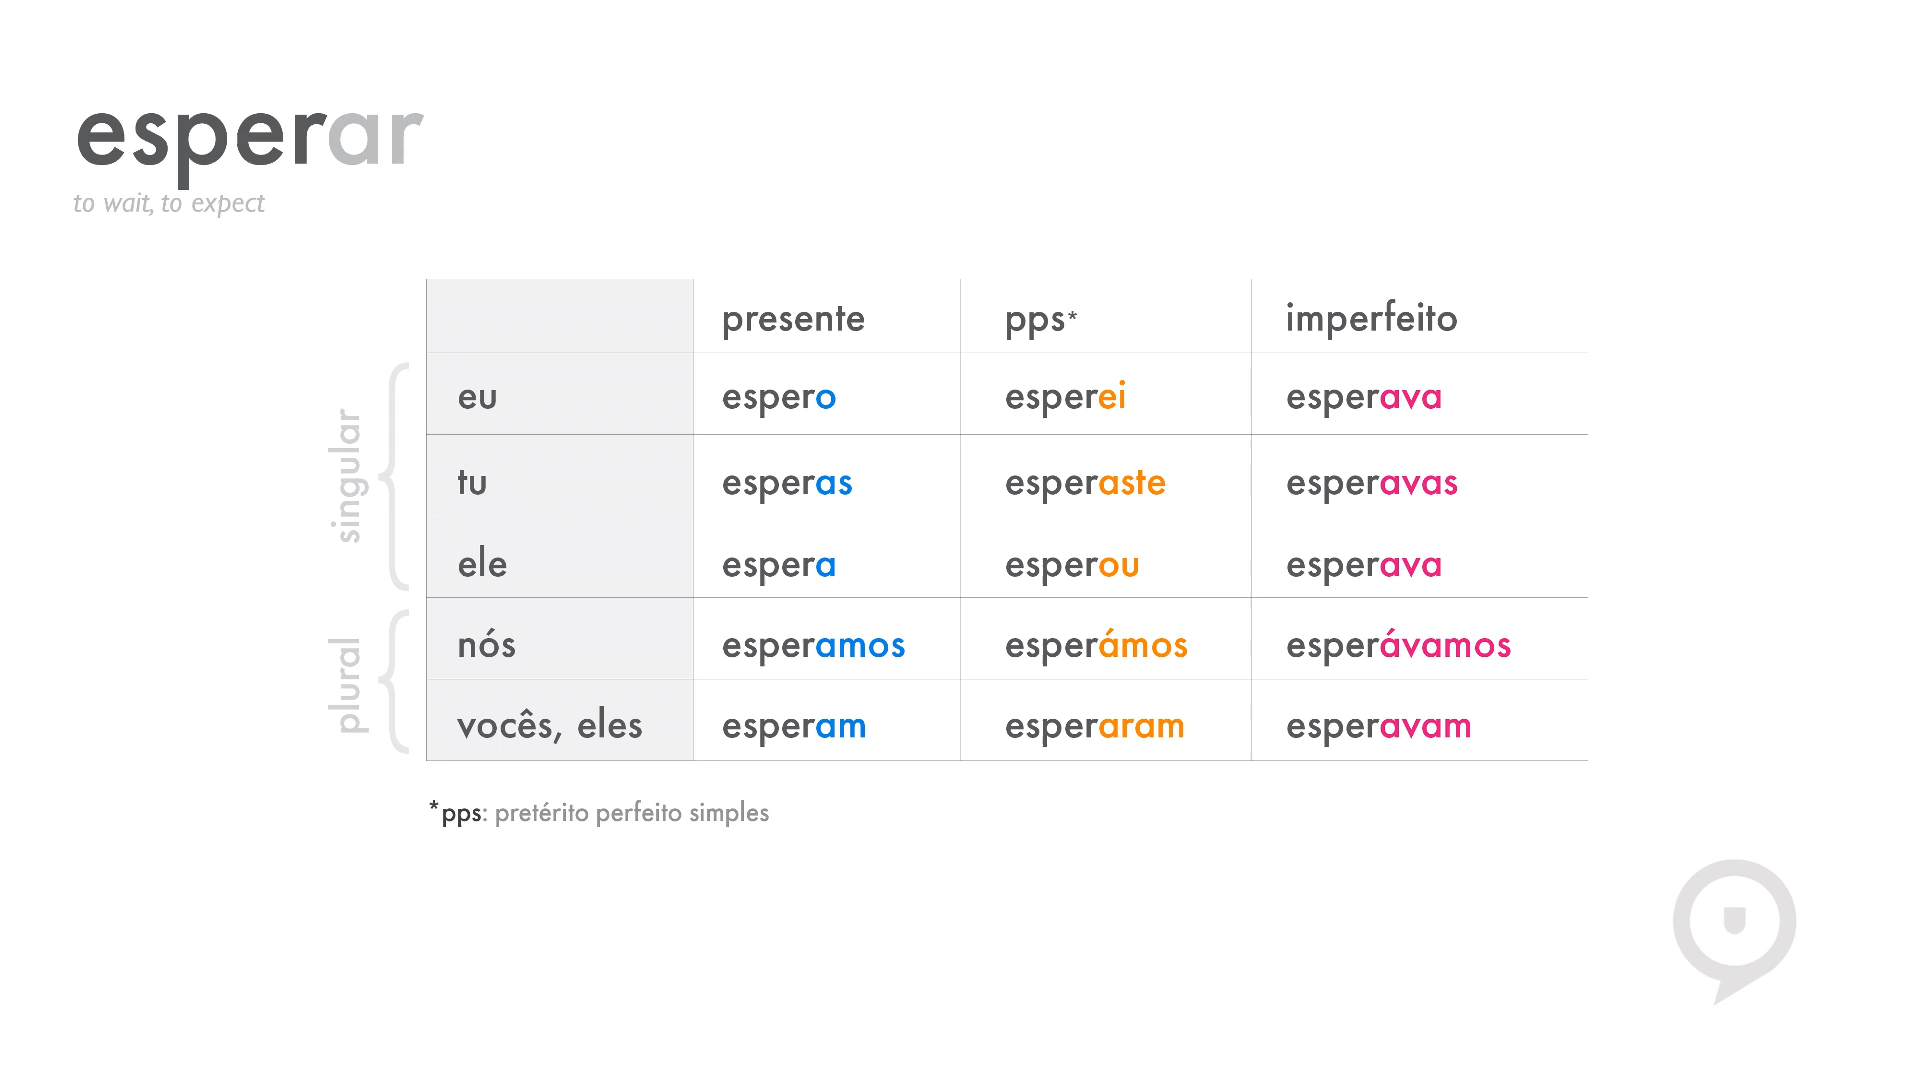 esperar
to wait, to expect
presente pps* imperfeito
singular
eu espero esperei esperava
tu esperas esperaste esperavas
ele espera esperou esperava
plural
nós esperamos esperámos esperávamos
vocês, eles esperam esperaram esperavam
*pps: pretérito perfeito simples